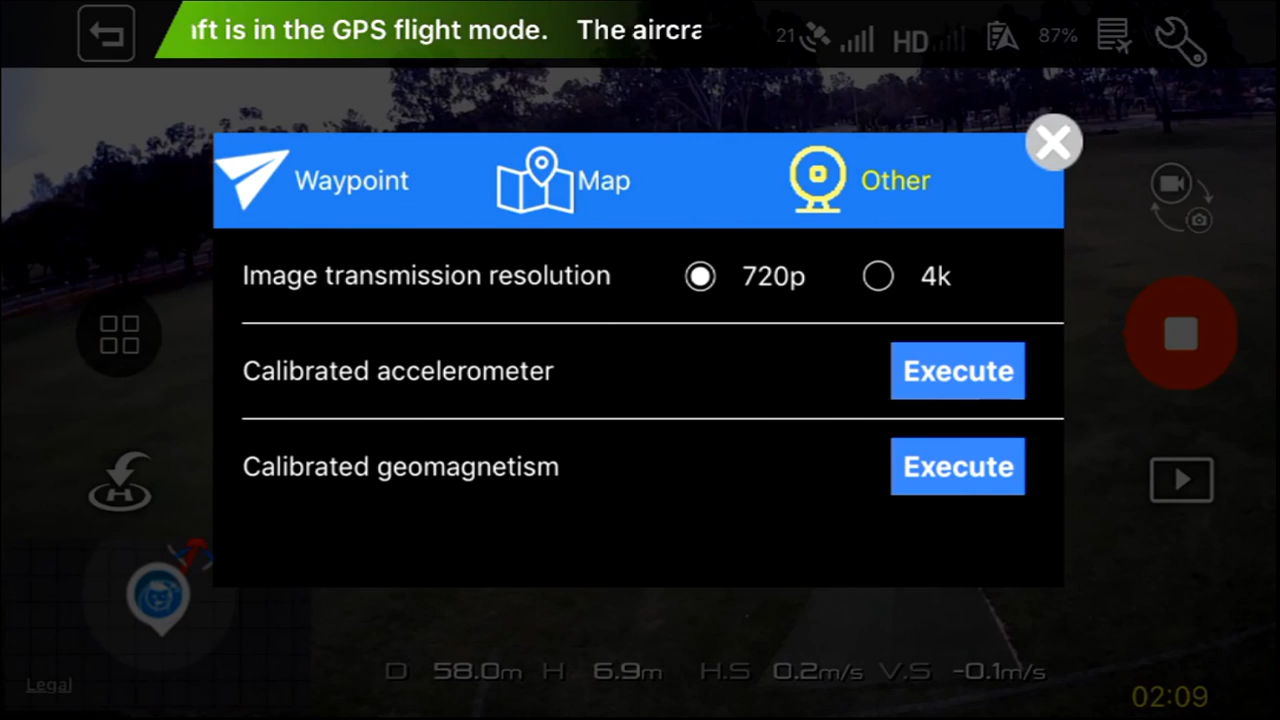 ft is in the GPS flight mode. The aircra
21 HD 87%
Waypoint Map Other
Image transmission resolution 720p 4k
Calibrated accelerometer Execute
Calibrated geomagnetism Execute
D 58.0m H 6.9m H.S 0.2m/s V.S -0.1m/s
Legal
02:09